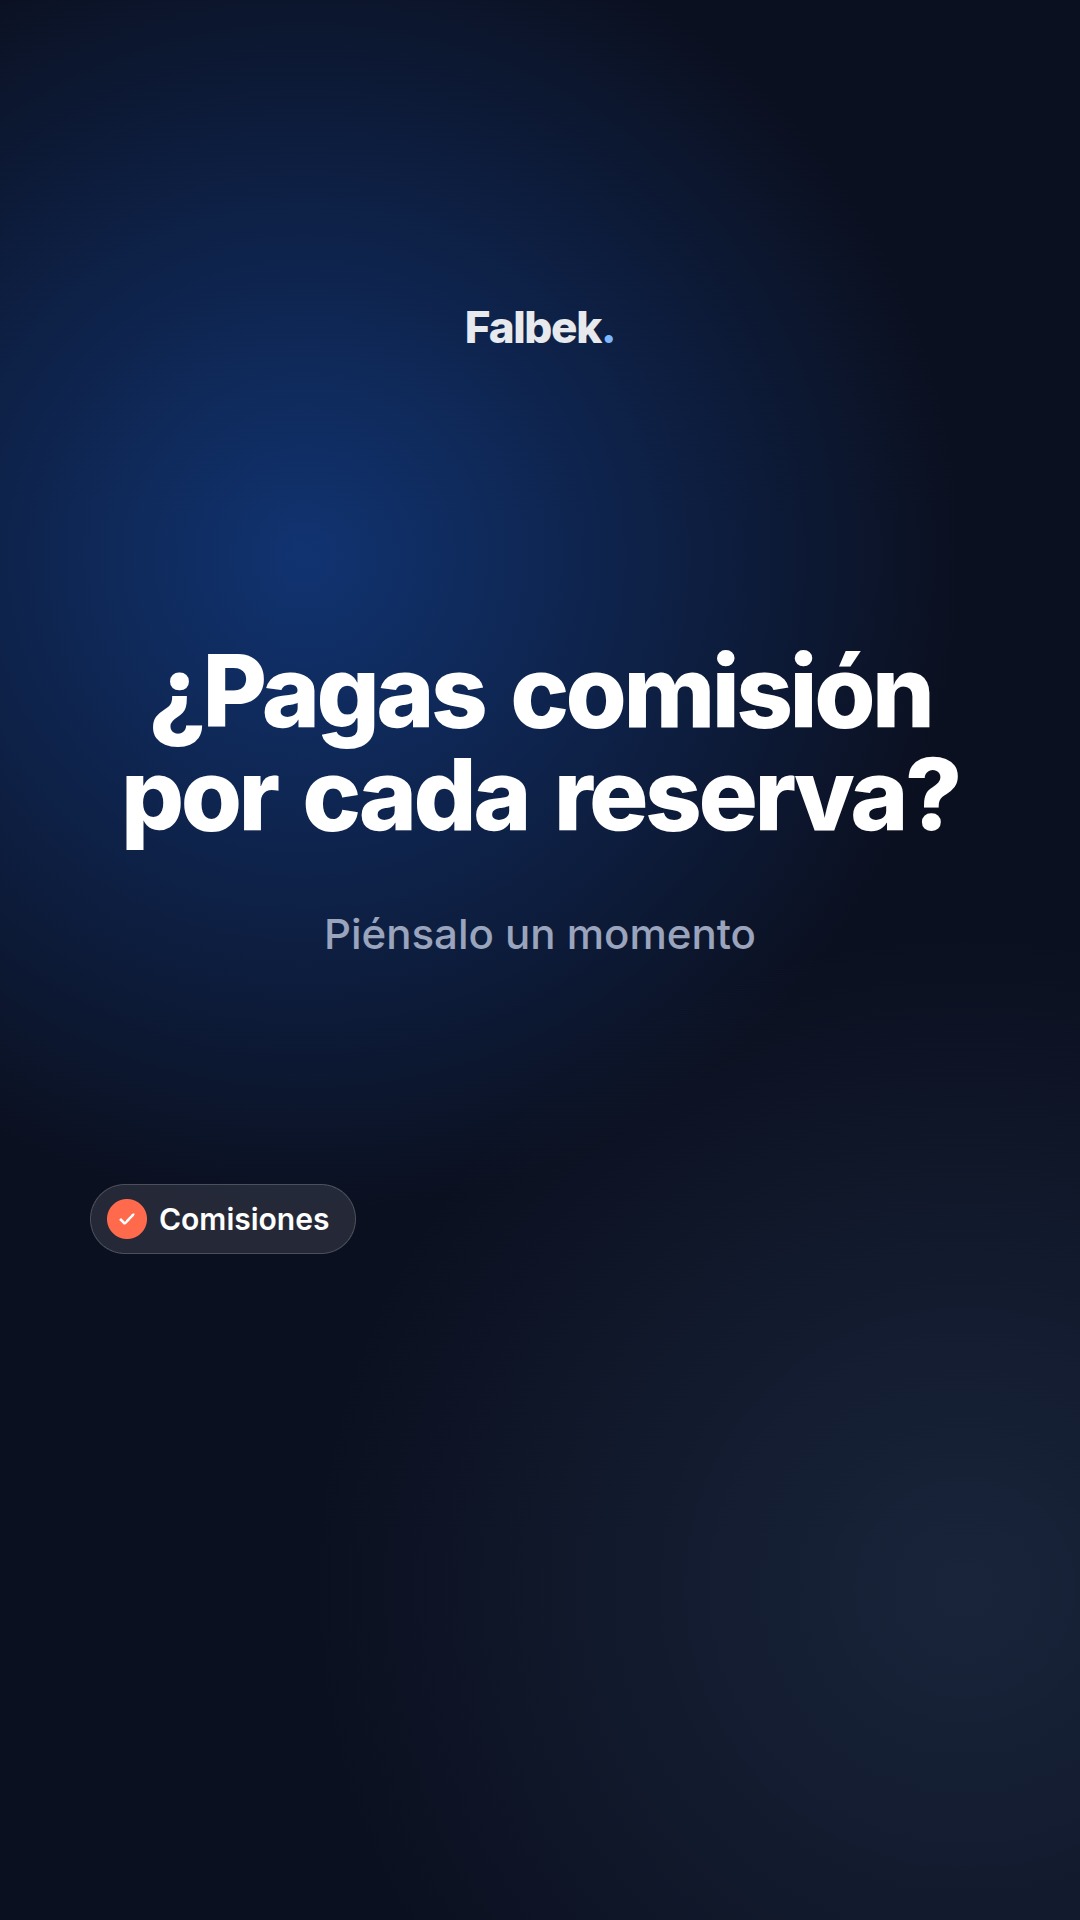 Falbek.
¿Pagas comisión
por cada reserva?
Piénsalo un momento
Comisiones